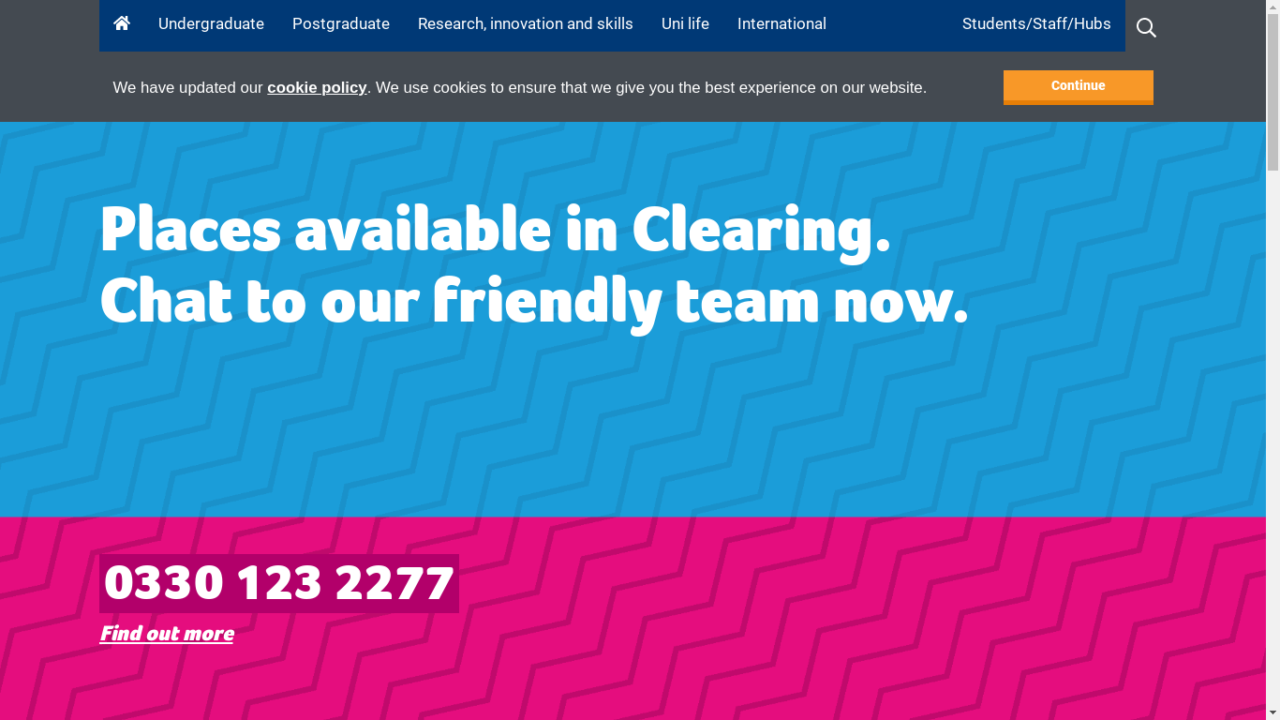 Undergraduate Postgraduate Research, innovation and skills Uni life International Students/Staff/Hubs
We have updated our cookie policy. We use cookies to ensure that we give you the best experience on our website. Continue
Places available in Clearing.
Chat to our friendly team now.
0330 123 2277
Find out more